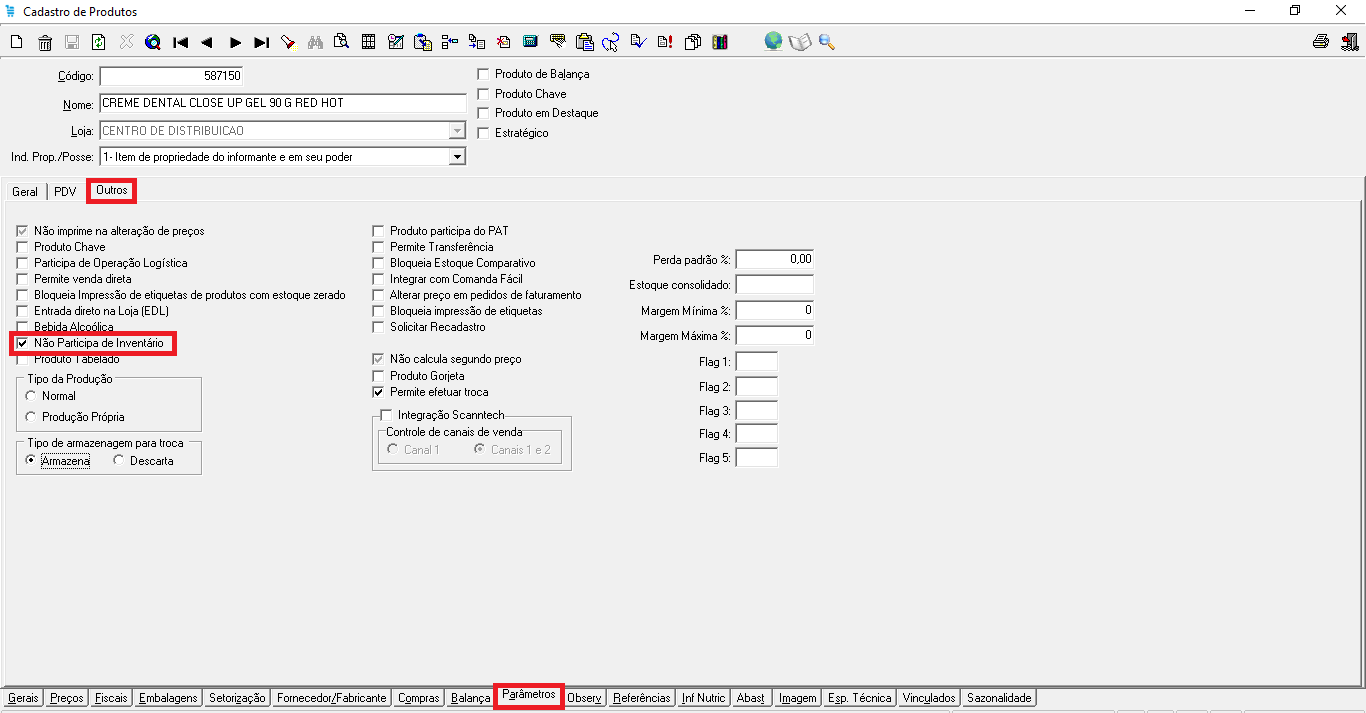 Cadastro de Produtos
Código: 587150
Nome: CREME DENTAL CLOSE UP GEL 90 G RED HOT
Loja: CENTRO DE DISTRIBUICAO
Ind. Prop./Posse: 1- Item de propriedade do informante e em seu poder
Produto de Balança
Produto Chave
Produto em Destaque
Estratégico
Geral PDV Outros
Não imprime na alteração de preços
Produto Chave
Participa de Operação Logística
Permite venda direta
Bloqueia Impressão de etiquetas de produtos com estoque zerado
Entrada direto na Loja (EDL)
Bebida Alcoólica
Não Participa de Inventário
Produto Tabelado
Tipo da Produção
Normal
Produção Própria
Tipo de armazenagem para troca
Armazena Descarta
Produto participa do PAT
Permite Transferência
Bloqueia Estoque Comparativo
Integrar com Comanda Fácil
Alterar preço em pedidos de faturamento
Bloqueia impressão de etiquetas
Solicitar Recadastro
Não calcula segundo preço
Produto Gorjeta
Permite efetuar troca
Integração Scanntech
Controle de canais de venda
Canal 1 Canais 1 e 2
Perda padrão %: 0,00
Estoque consolidado:
Margem Mínima %: 0
Margem Máxima %: 0
Flag 1:
Flag 2:
Flag 3:
Flag 4:
Flag 5:
Gerais Preços Fiscais Embalagens Setorização Fornecedor/Fabricante Compras Balança Parâmetros Observ Referências Inf Nutric Abast Imagem Esp. Técnica Vinculados Sazonalidade